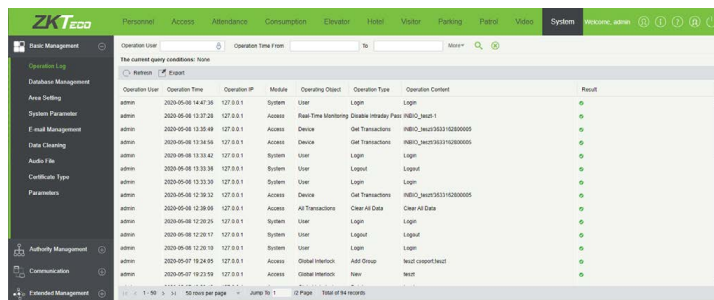 ZKTeco Personnel Access Attendance Consumption Elevator Hotel Visitor Parking Patrol Video System Welcome, admin
Basic Management
Operation Log
Database Management
Area Setting
System Parameter
E-mail Management
Data Cleaning
Audio File
Certificate Type
Parameters
Authority Management
Communication
Extended Management
Operation User Operation Time From To More
The current query conditions: None
Refresh Export
Operation User Operation Time Operation IP Module Operating Object Operation Type Operation Content Result
admin 2020-05-08 14:47:36 127.0.0.1 System User Login Login
admin 2020-05-08 13:37:28 127.0.0.1 Access Real-Time Monitoring Disable Intraday Pass INBIO_teszt-1
admin 2020-05-08 13:35:49 127.0.0.1 Access Device Get Transactions INBIO_teszt/3633162800005
admin 2020-05-08 13:34:56 127.0.0.1 Access Device Get Transactions INBIO_teszt/3633162800005
admin 2020-05-08 13:33:42 127.0.0.1 System User Login Login
admin 2020-05-08 13:33:36 127.0.0.1 System User Logout Logout
admin 2020-05-08 13:33:30 127.0.0.1 System User Login Login
admin 2020-05-08 12:39:32 127.0.0.1 Access Device Get Transactions INBIO_teszt/3633162800005
admin 2020-05-08 12:39:06 127.0.0.1 Access All Transactions Clear All Data Clear All Data
admin 2020-05-08 12:20:25 127.0.0.1 System User Login Login
admin 2020-05-08 12:20:17 127.0.0.1 System User Logout Logout
admin 2020-05-08 12:20:10 127.0.0.1 System User Login Login
admin 2020-05-07 19:24:05 127.0.0.1 Access Global Interlock Add Group teszt csoport;teszt
admin 2020-05-07 19:23:59 127.0.0.1 Access Global Interlock New teszt
1 - 50 50 rows per page Jump To 1 /2 Page Total of 94 records